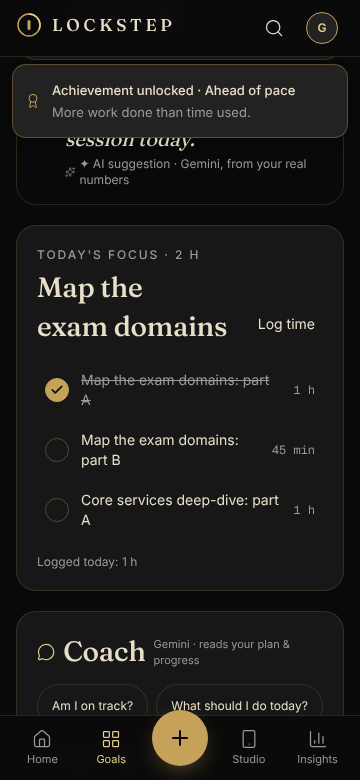 LOCKSTEP
G
Achievement unlocked · Ahead of pace
More work done than time used.
session today.
✦ AI suggestion · Gemini, from your real
numbers
TODAY'S FOCUS · 2 H
Map the
exam domains
Log time
Map the exam domains: part
A
1 h
Map the exam domains:
part B
45 min
Core services deep-dive: part
A
1 h
Logged today: 1 h
Coach
Gemini · reads your plan &
progress
Am I on track?
What should I do today?
Home
Goals
Studio
Insights